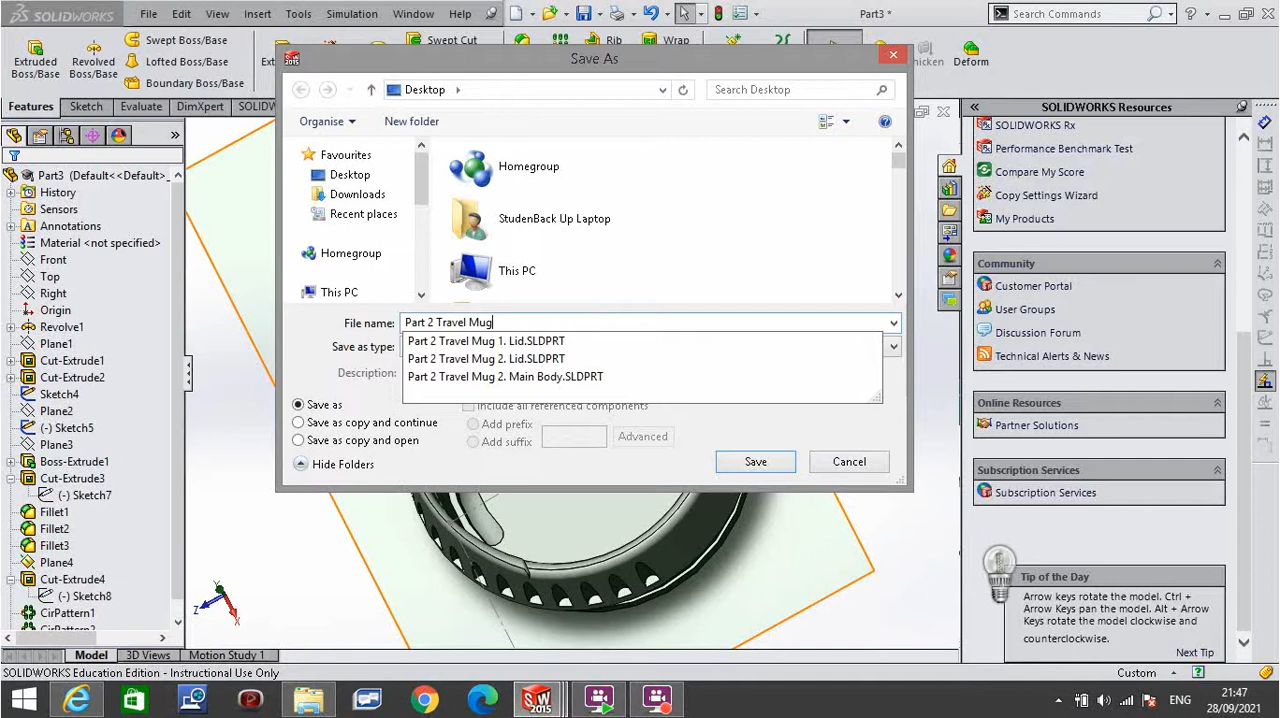 SOLIDWORKS
File Edit View Insert Tools Simulation Window Help
Part3 *
Search Commands
Extruded Boss/Base
Revolved Boss/Base
Swept Boss/Base
Lofted Boss/Base
Boundary Boss/Base
Swept Cut
Rib
Wrap
Deform
Features Sketch Evaluate DimXpert
Save As
Desktop
Search Desktop
Organise
New folder
Favourites
Desktop
Downloads
Recent places
Homegroup
This PC
Homegroup
StudenBack Up Laptop
This PC
File name: Part 2 Travel Mug
Save as type:
Part 2 Travel Mug 1. Lid.SLDPRT
Part 2 Travel Mug 2. Lid.SLDPRT
Part 2 Travel Mug 2. Main Body.SLDPRT
Description:
Save as
Include all referenced components
Save as copy and continue
Add prefix
Save as copy and open
Add suffix
Advanced
Hide Folders
Save
Cancel
Part3 (Default<<Default>_
History
Sensors
Annotations
Material <not specified>
Front
Top
Right
Origin
Revolve1
Plane1
Cut-Extrude1
Cut-Extrude2
Sketch4
Plane2
(-) Sketch5
Plane3
Boss-Extrude1
Cut-Extrude3
(-) Sketch7
Fillet1
Fillet2
Fillet3
Plane4
Cut-Extrude4
(-) Sketch8
CirPattern1
Z
X
SOLIDWORKS Resources
SOLIDWORKS Rx
Performance Benchmark Test
Compare My Score
Copy Settings Wizard
My Products
Community
Customer Portal
User Groups
Discussion Forum
Technical Alerts & News
Online Resources
Partner Solutions
Subscription Services
Subscription Services
Tip of the Day
Arrow keys rotate the model. Ctrl +
Arrow Keys pan the model. Alt + Arrow
Keys rotate the model clockwise and
counterclockwise.
Next Tip
Model 3D Views Motion Study 1
SOLIDWORKS Education Edition - Instructional Use Only
Custom
SW 2015
ENG
21:47
28/09/2021